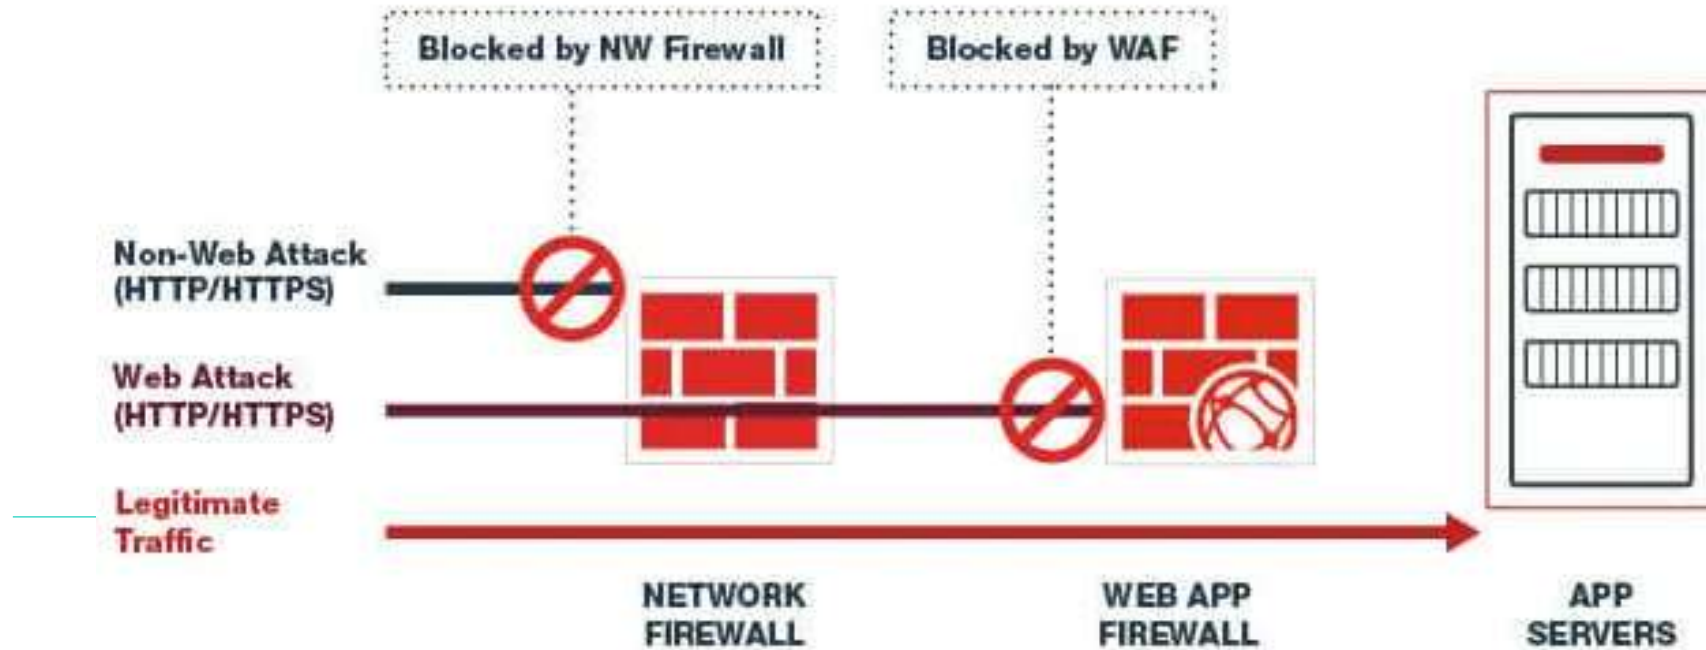 Blocked by NW Firewall
Blocked by WAF
Non-Web Attack
(HTTP/HTTPS)
Web Attack
(HTTP/HTTPS)
Legitimate
Traffic
NETWORK
FIREWALL
WEB APP
FIREWALL
APP
SERVERS